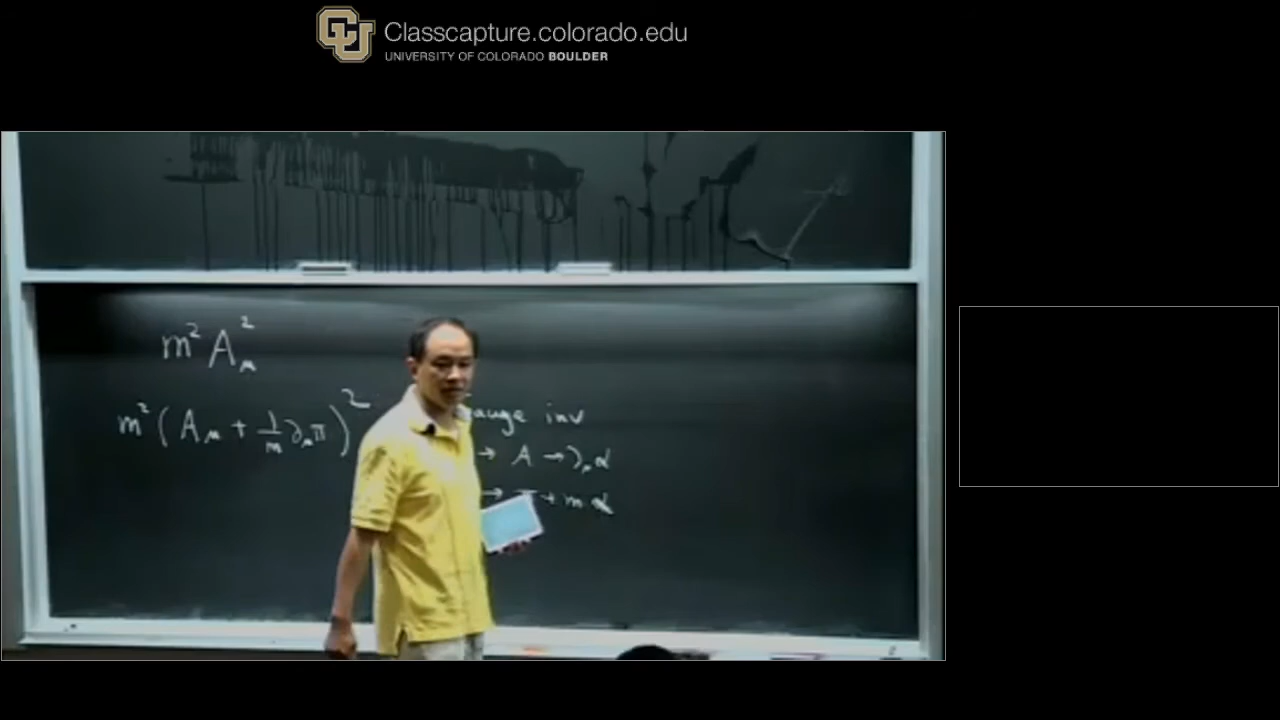 Classcapture.colorado.edu
UNIVERSITY OF COLORADO BOULDER
m² A_μ²
m² ( A_μ + 1/m ∂_μ π )²
gauge inv
→ A → ∂_μ α
→ π + m α